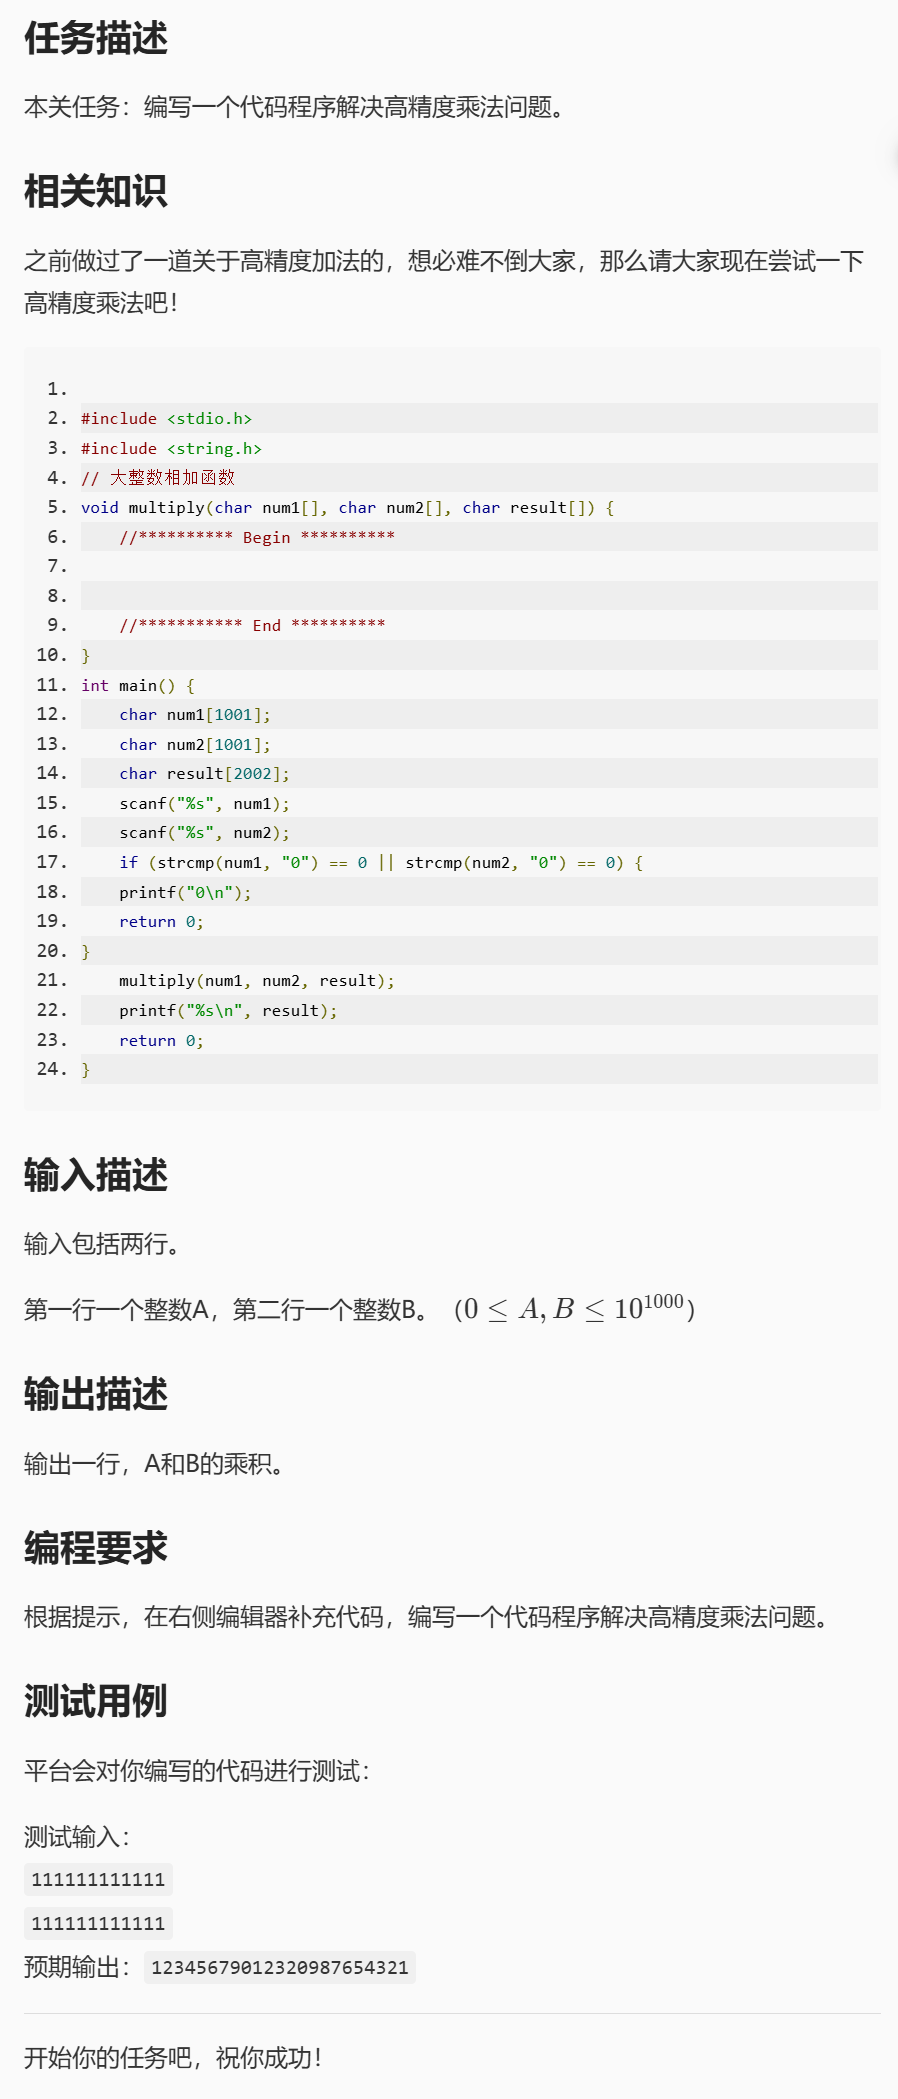 任务描述
本关任务：编写一个代码程序解决高精度乘法问题。
相关知识
之前做过了一道关于高精度加法的，想必难不倒大家，那么请大家现在尝试一下
高精度乘法吧！
1.
2. #include <stdio.h>
3. #include <string.h>
4. // 大整数相加函数
5. void multiply(char num1[], char num2[], char result[]) {
6.     //********** Begin **********
7.
8.
9.     //*********** End **********
10. }
11. int main() {
12.     char num1[1001];
13.     char num2[1001];
14.     char result[2002];
15.     scanf("%s", num1);
16.     scanf("%s", num2);
17.     if (strcmp(num1, "0") == 0 || strcmp(num2, "0") == 0) {
18.     printf("0\n");
19.     return 0;
20. }
21.     multiply(num1, num2, result);
22.     printf("%s\n", result);
23.     return 0;
24. }
输入描述
输入包括两行。
第一行一个整数A，第二行一个整数B。（$0 \leq A, B \leq 10^{1000}$）
输出描述
输出一行，A和B的乘积。
编程要求
根据提示，在右侧编辑器补充代码，编写一个代码程序解决高精度乘法问题。
测试用例
平台会对你编写的代码进行测试：
测试输入：
111111111111
111111111111
预期输出：12345679012320987654321
开始你的任务吧，祝你成功！